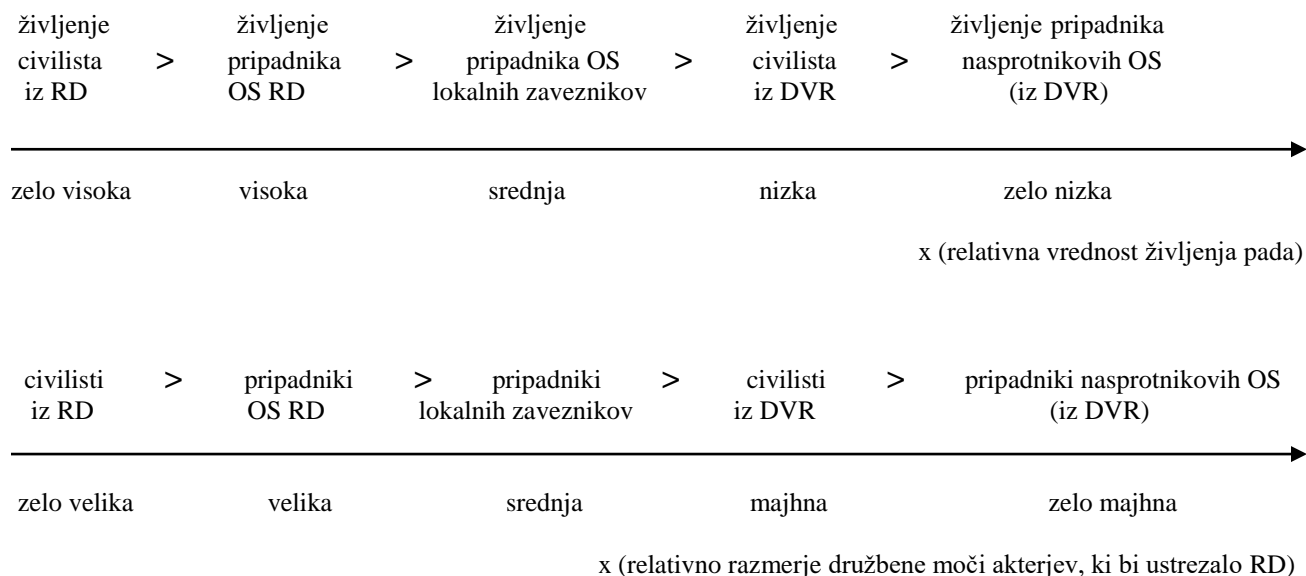 življenje življenje življenje življenje življenje pripadnika
civilista > pripadnika > pripadnika OS > civilista > nasprotnikovih OS
iz RD OS RD lokalnih zaveznikov iz DVR (iz DVR)
zelo visoka visoka srednja nizka zelo nizka
x (relativna vrednost življenja pada)
civilisti > pripadniki > pripadniki > civilisti > pripadniki nasprotnikovih OS
iz RD OS RD lokalnih zaveznikov iz DVR (iz DVR)
zelo velika velika srednja majhna zelo majhna
x (relativno razmerje družbene moči akterjev, ki bi ustrezalo RD)